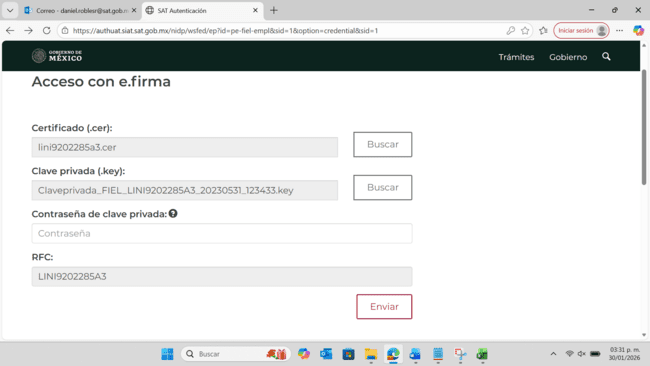 Correo - daniel.roblesr@sat.gob.m
SAT Autenticación
https://authuat.siat.sat.gob.mx/nidp/wsfed/ep?id=pe-fiel-empl&sid=1&option=credential&sid=1
Iniciar sesión
GOBIERNO DE
MÉXICO
Trámites
Gobierno
Acceso con e.firma
Certificado (.cer):
lini9202285a3.cer
Buscar
Clave privada (.key):
Claveprivada_FIEL_LINI9202285A3_20230531_123433.key
Buscar
Contraseña de clave privada:
Contraseña
RFC:
LINI9202285A3
Enviar
Buscar
03:31 p. m.
30/01/2026